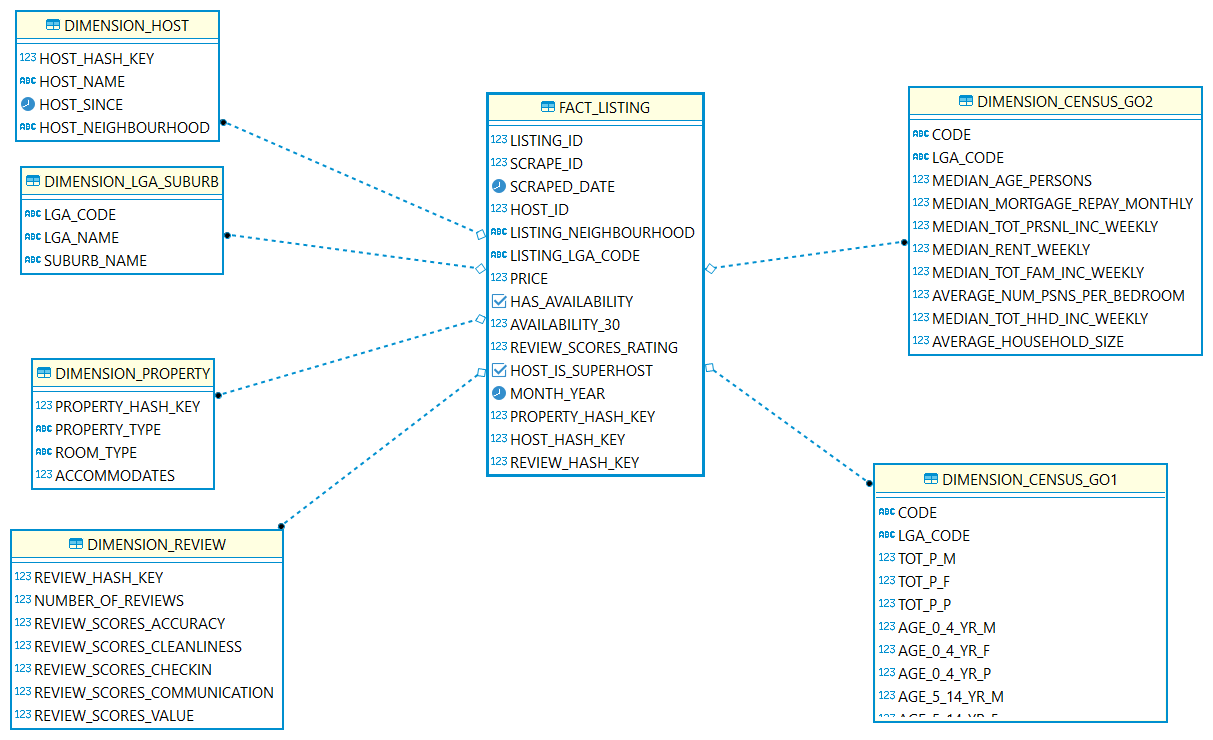 DIMENSION_HOST
123 HOST_HASH_KEY
ABC HOST_NAME
HOST_SINCE
ABC HOST_NEIGHBOURHOOD
DIMENSION_LGA_SUBURB
ABC LGA_CODE
ABC LGA_NAME
ABC SUBURB_NAME
DIMENSION_PROPERTY
123 PROPERTY_HASH_KEY
ABC PROPERTY_TYPE
ABC ROOM_TYPE
123 ACCOMMODATES
DIMENSION_REVIEW
123 REVIEW_HASH_KEY
123 NUMBER_OF_REVIEWS
123 REVIEW_SCORES_ACCURACY
123 REVIEW_SCORES_CLEANLINESS
123 REVIEW_SCORES_CHECKIN
123 REVIEW_SCORES_COMMUNICATION
123 REVIEW_SCORES_VALUE
FACT_LISTING
123 LISTING_ID
123 SCRAPE_ID
SCRAPED_DATE
123 HOST_ID
ABC LISTING_NEIGHBOURHOOD
ABC LISTING_LGA_CODE
123 PRICE
HAS_AVAILABILITY
123 AVAILABILITY_30
123 REVIEW_SCORES_RATING
HOST_IS_SUPERHOST
MONTH_YEAR
123 PROPERTY_HASH_KEY
123 HOST_HASH_KEY
123 REVIEW_HASH_KEY
DIMENSION_CENSUS_GO2
ABC CODE
ABC LGA_CODE
123 MEDIAN_AGE_PERSONS
123 MEDIAN_MORTGAGE_REPAY_MONTHLY
123 MEDIAN_TOT_PRSNL_INC_WEEKLY
123 MEDIAN_RENT_WEEKLY
123 MEDIAN_TOT_FAM_INC_WEEKLY
123 AVERAGE_NUM_PSNS_PER_BEDROOM
123 MEDIAN_TOT_HHD_INC_WEEKLY
123 AVERAGE_HOUSEHOLD_SIZE
DIMENSION_CENSUS_GO1
ABC CODE
ABC LGA_CODE
123 TOT_P_M
123 TOT_P_F
123 TOT_P_P
123 AGE_0_4_YR_M
123 AGE_0_4_YR_F
123 AGE_0_4_YR_P
123 AGE_5_14_YR_M